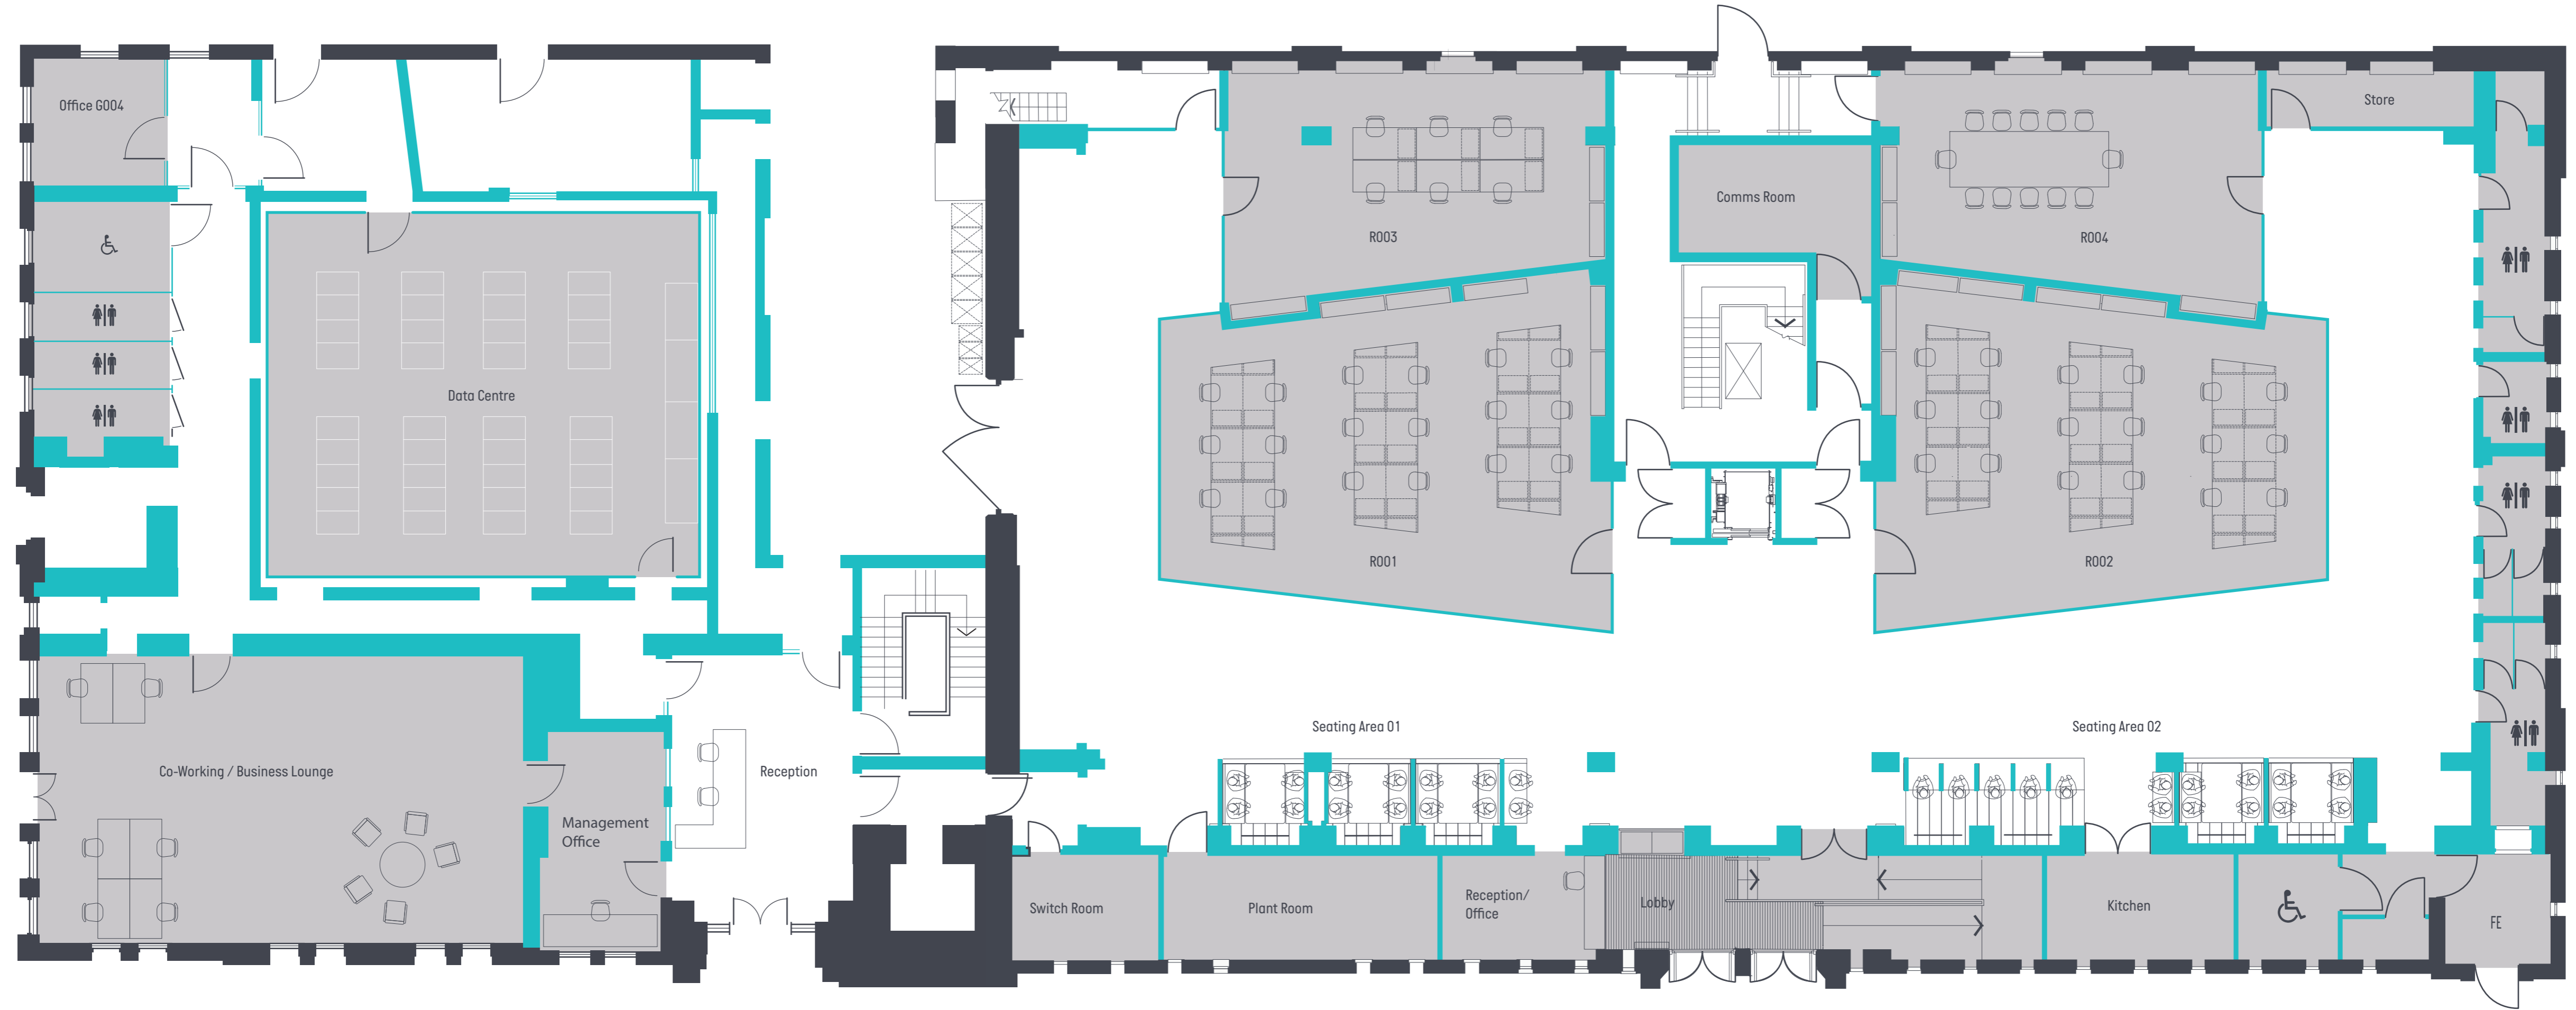 Office G004
Store
Comms Room
R003
R004
Data Centre
R001
R002
Seating Area 01
Seating Area 02
Co-Working / Business Lounge
Reception
Management
Office
Switch Room
Plant Room
Reception/
Office
Lobby
Kitchen
FE